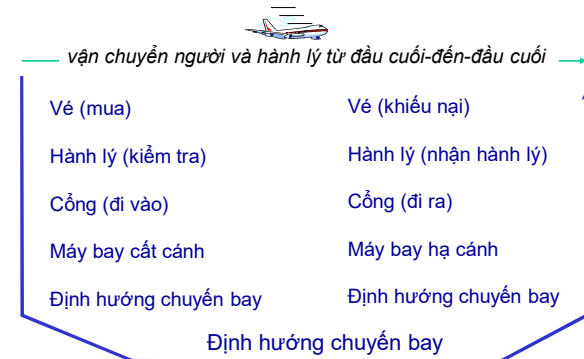 vận chuyển người và hành lý từ đầu cuối-đến-đầu cuối
Vé (mua)
Hành lý (kiểm tra)
Cổng (đi vào)
Máy bay cất cánh
Định hướng chuyến bay
Vé (khiếu nại)
Hành lý (nhận hành lý)
Cổng (đi ra)
Máy bay hạ cánh
Định hướng chuyến bay
Định hướng chuyến bay